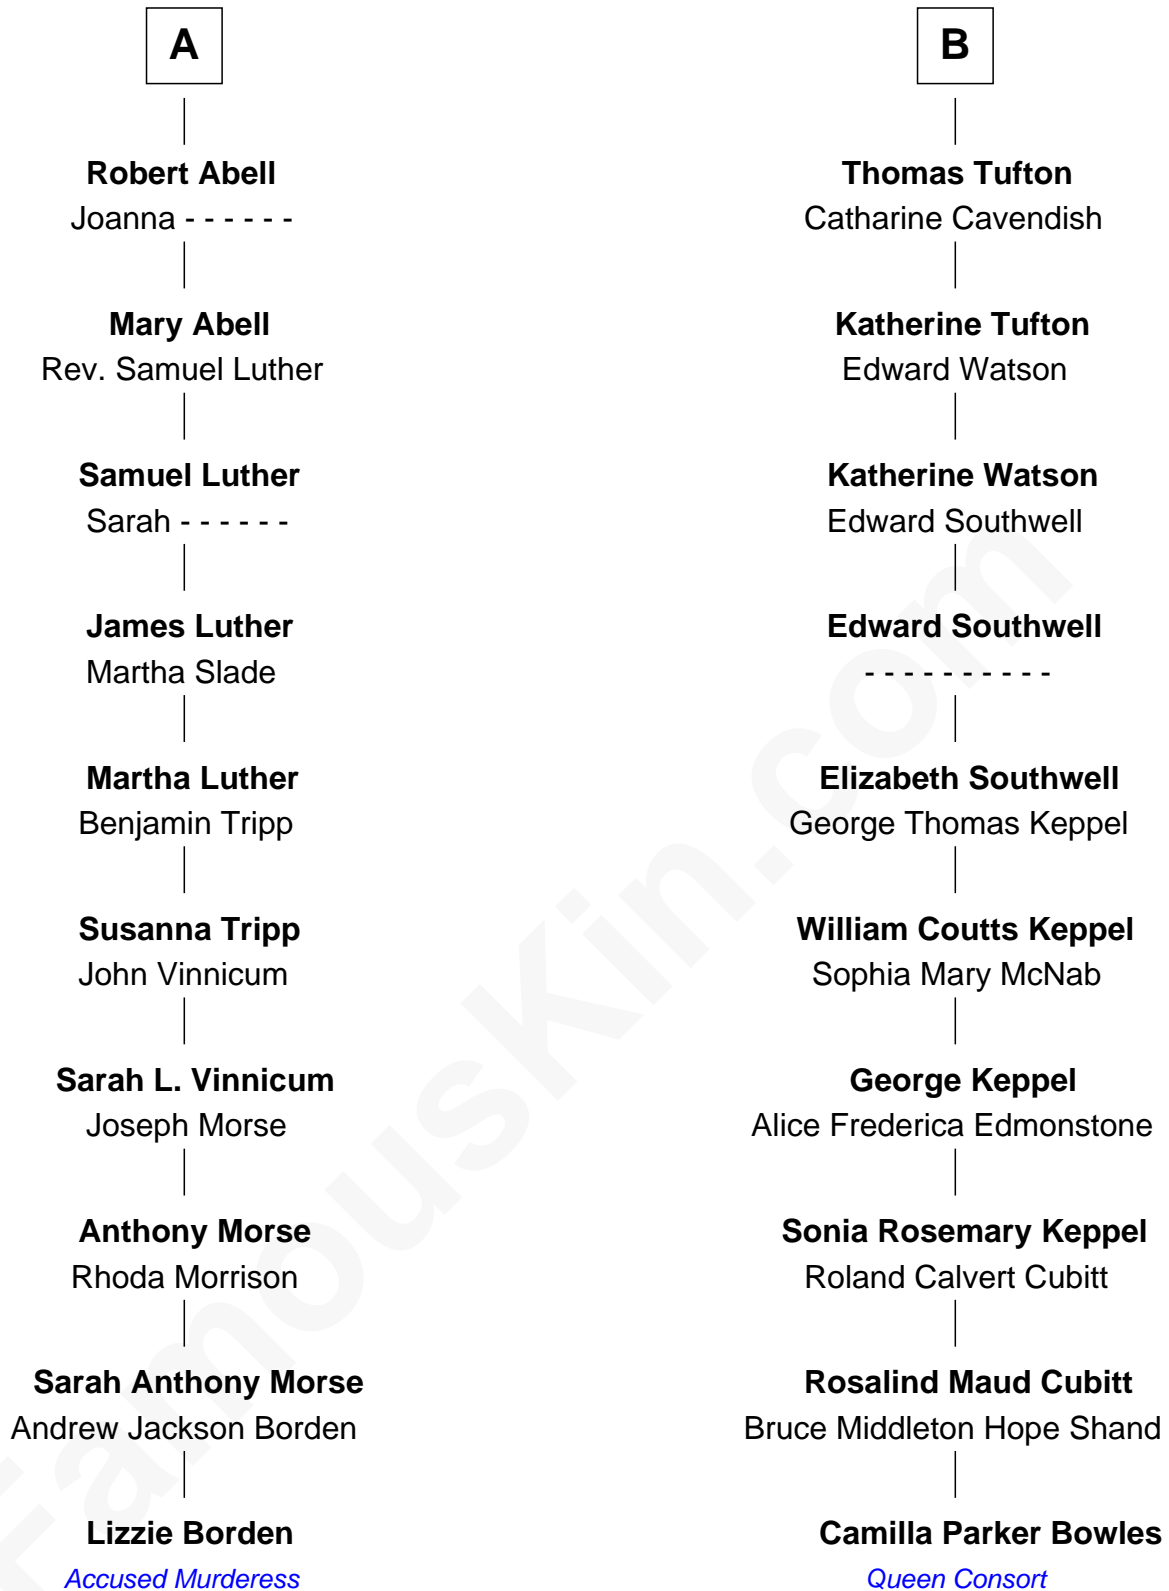 A
Robert Abell
Joanna - - - - - -
Mary Abell
Rev. Samuel Luther
Samuel Luther
Sarah - - - - - -
James Luther
Martha Slade
Martha Luther
Benjamin Tripp
Susanna Tripp
John Vinnicum
Sarah L. Vinnicum
Joseph Morse
Anthony Morse
Rhoda Morrison
Sarah Anthony Morse
Andrew Jackson Borden
Lizzie Borden
Accused Murderess
B
Thomas Tufton
Catharine Cavendish
Katherine Tufton
Edward Watson
Katherine Watson
Edward Southwell
Edward Southwell
- - - - - - - - - -
Elizabeth Southwell
George Thomas Keppel
William Coutts Keppel
Sophia Mary McNab
George Keppel
Alice Frederica Edmonstone
Sonia Rosemary Keppel
Roland Calvert Cubitt
Rosalind Maud Cubitt
Bruce Middleton Hope Shand
Camilla Parker Bowles
Queen Consort
FamousKin.com